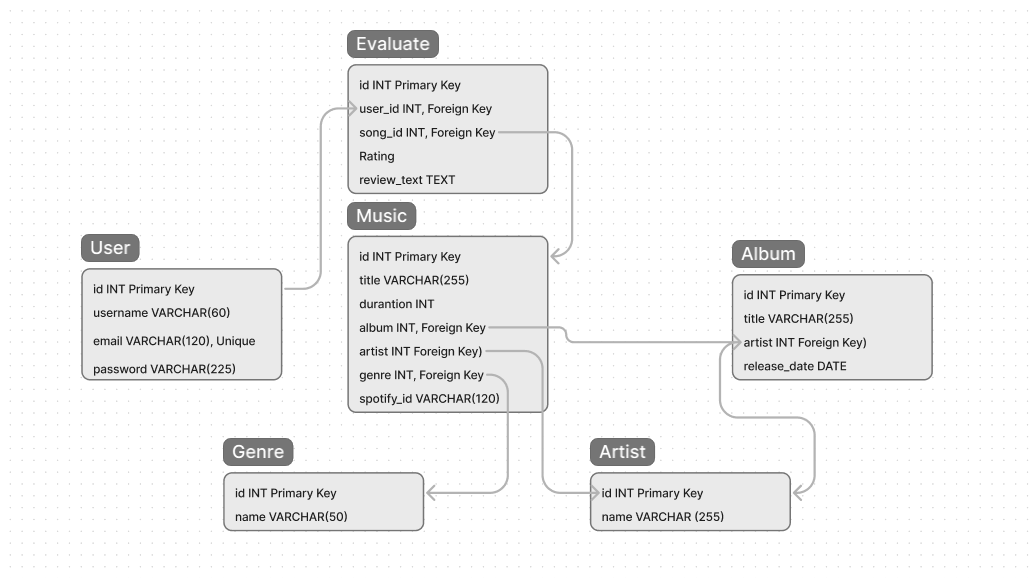 Evaluate
id INT Primary Key
user_id INT, Foreign Key
song_id INT, Foreign Key
Rating
review_text TEXT
Music
id INT Primary Key
title VARCHAR(255)
durantion INT
album INT, Foreign Key
artist INT Foreign Key)
genre INT, Foreign Key
spotify_id VARCHAR(120)
User
id INT Primary Key
username VARCHAR(60)
email VARCHAR(120), Unique
password VARCHAR(225)
Album
id INT Primary Key
title VARCHAR(255)
artist INT Foreign Key)
release_date DATE
Genre
id INT Primary Key
name VARCHAR(50)
Artist
id INT Primary Key
name VARCHAR (255)